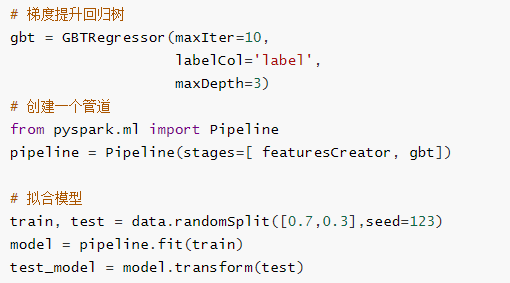 # 梯度提升回归树
gbt = GBTRegressor(maxIter=10,
                   labelCol='label',
                   maxDepth=3)
# 创建一个管道
from pyspark.ml import Pipeline
pipeline = Pipeline(stages=[ featuresCreator, gbt])

# 拟合模型
train, test = data.randomSplit([0.7,0.3],seed=123)
model = pipeline.fit(train)
test_model = model.transform(test)